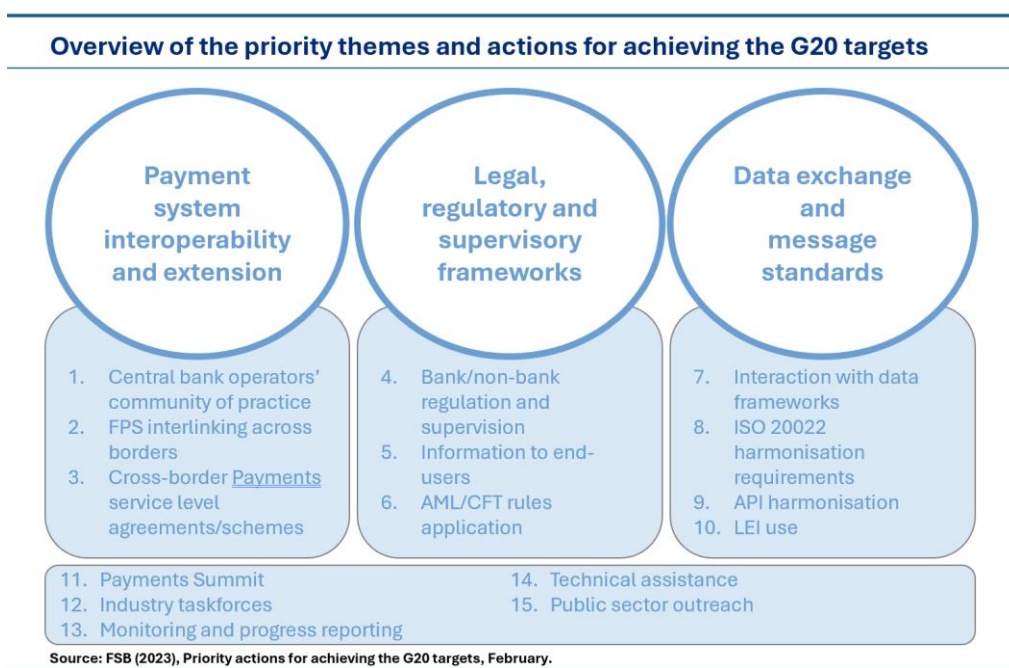 Overview of the priority themes and actions for achieving the G20 targets
Payment
system
interoperability
and extension
Legal,
regulatory and
supervisory
frameworks
Data exchange
and
message
standards
1. Central bank operators’
community of practice
2. FPS interlinking across
borders
3. Cross-border Payments
service level
agreements/schemes
4. Bank/non-bank
regulation and
supervision
5. Information to end-
users
6. AML/CFT rules
application
7. Interaction with data
frameworks
8. ISO 20022
harmonisation
requirements
9. API harmonisation
10. LEI use
11. Payments Summit
12. Industry taskforces
13. Monitoring and progress reporting
14. Technical assistance
15. Public sector outreach
Source: FSB (2023), Priority actions for achieving the G20 targets, February.